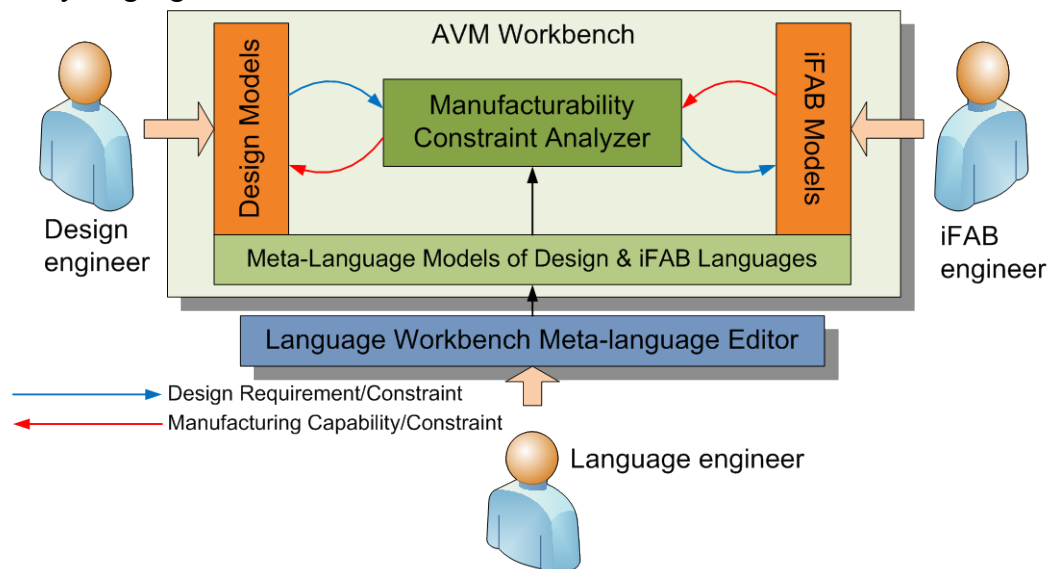 AVM Workbench
Design Models
Manufacturability
Constraint Analyzer
iFAB Models
Design
engineer
iFAB
engineer
Meta-Language Models of Design & iFAB Languages
Language Workbench Meta-language Editor
Design Requirement/Constraint
Manufacturing Capability/Constraint
Language engineer